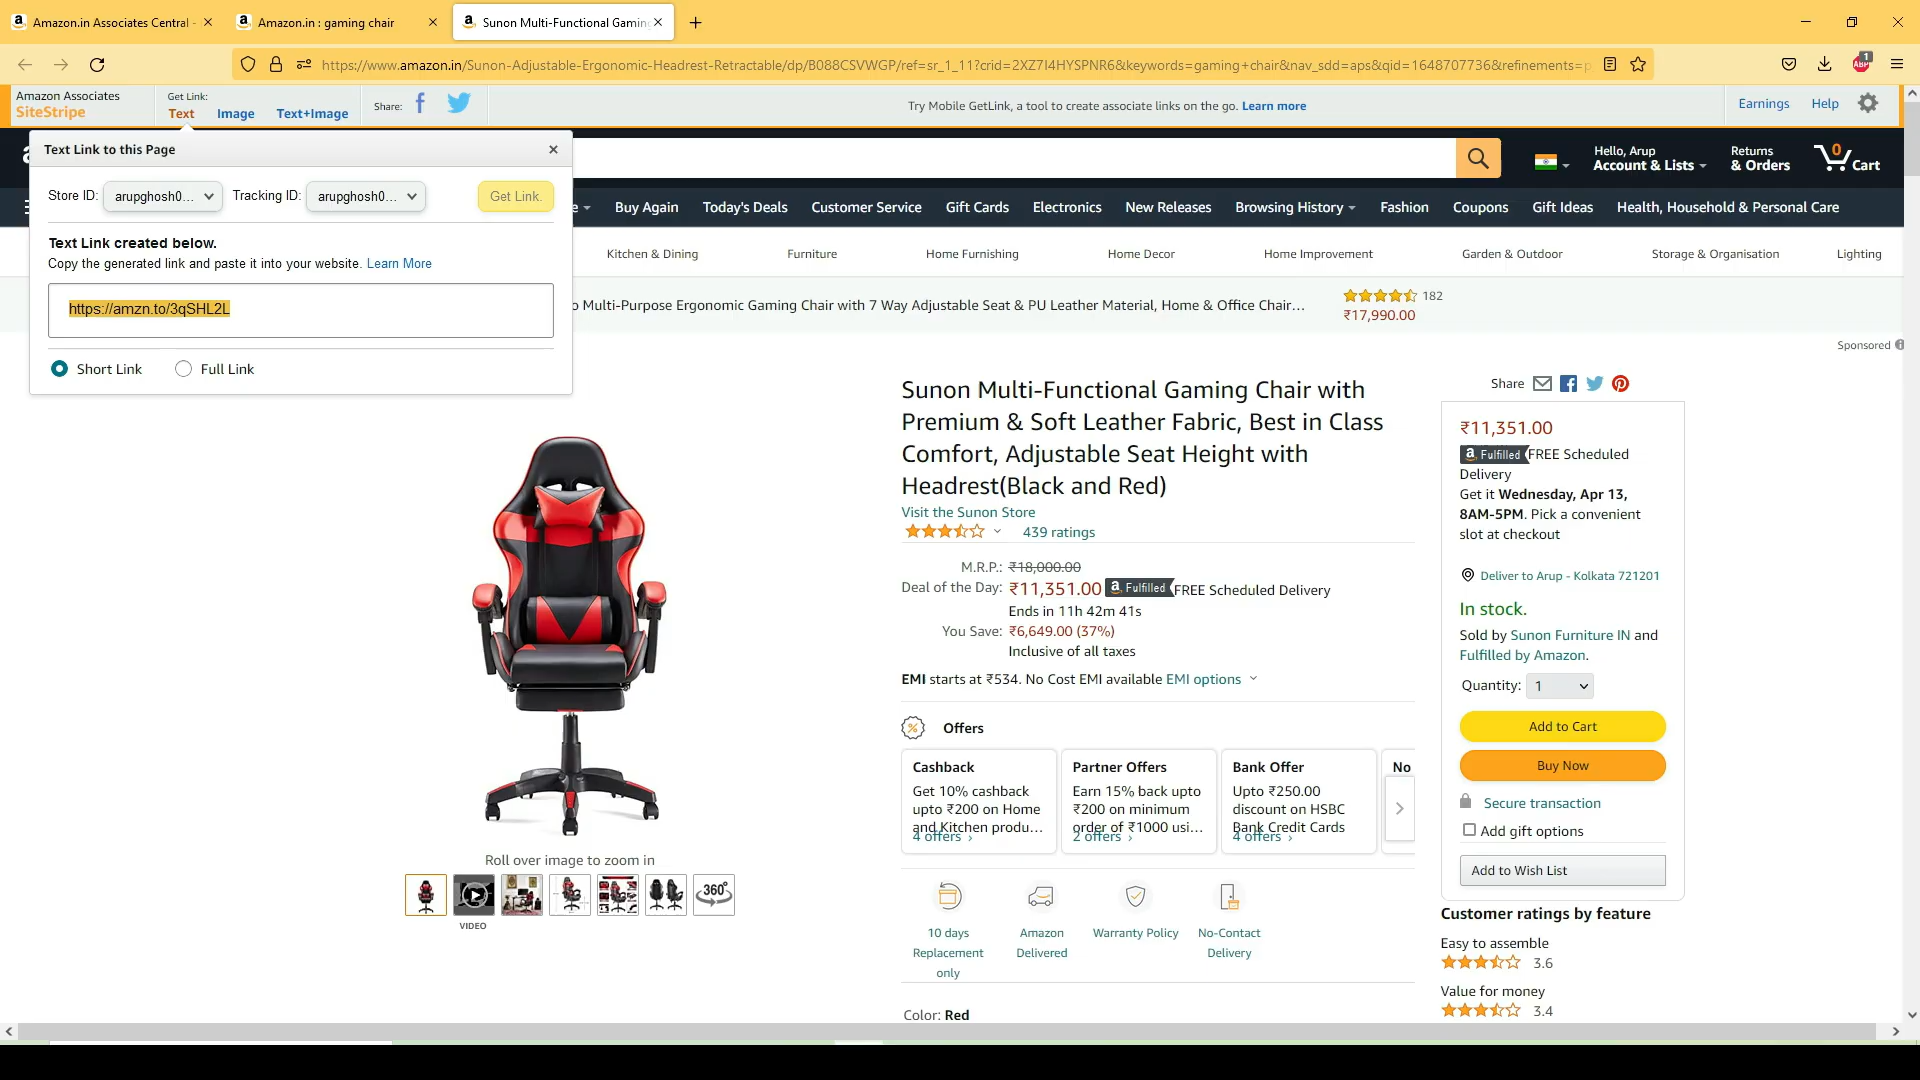 Amazon.in Associates Central -
Amazon.in : gaming chair
Sunon Multi-Functional Gaming
https://www.amazon.in/Sunon-Adjustable-Ergonomic-Headrest-Retractable/dp/B088CSVWGP/ref=sr_1_11?crid=2XZ7I4HYSPNR6&keywords=gaming+chair&nav_sdd=aps&qid=1648707736&refinements=p
ABP
1
Amazon Associates
SiteStripe
Get Link:
Text
Image
Text+Image
Share:
Try Mobile GetLink, a tool to create associate links on the go. Learn more
Earnings
Help
Text Link to this Page
Store ID: arupghosh0...
Tracking ID: arupghosh0...
Get Link.
Text Link created below.
Copy the generated link and paste it into your website. Learn More
https://amzn.to/3qSHL2L
Short Link
Full Link
Hello, Arup
Account & Lists
Returns
& Orders
0
Cart
e
Buy Again
Today's Deals
Customer Service
Gift Cards
Electronics
New Releases
Browsing History
Fashion
Coupons
Gift Ideas
Health, Household & Personal Care
Kitchen & Dining
Furniture
Home Furnishing
Home Decor
Home Improvement
Garden & Outdoor
Storage & Organisation
Lighting
o Multi-Purpose Ergonomic Gaming Chair with 7 Way Adjustable Seat & PU Leather Material, Home & Office Chair...
182
₹17,990.00
Sponsored
Sunon Multi-Functional Gaming Chair with
Premium & Soft Leather Fabric, Best in Class
Comfort, Adjustable Seat Height with
Headrest(Black and Red)
Visit the Sunon Store
439 ratings
M.R.P.: ₹18,000.00
Deal of the Day: ₹11,351.00 a Fulfilled FREE Scheduled Delivery
Ends in 11h 42m 41s
You Save: ₹6,649.00 (37%)
Inclusive of all taxes
EMI starts at ₹534. No Cost EMI available EMI options
Offers
Cashback
Get 10% cashback
upto ₹200 on Home
and Kitchen produ...
4 offers
Partner Offers
Earn 15% back upto
₹200 on minimum
order of ₹1000 usi...
2 offers
Bank Offer
Upto ₹250.00
discount on HSBC
Bank Credit Cards
4 offers
No
10 days
Replacement
only
Amazon
Delivered
Warranty Policy
No-Contact
Delivery
Color: Red
Roll over image to zoom in
360°
VIDEO
Share
₹11,351.00
a Fulfilled FREE Scheduled
Delivery
Get it Wednesday, Apr 13,
8AM-5PM. Pick a convenient
slot at checkout
Deliver to Arup - Kolkata 721201
In stock.
Sold by Sunon Furniture IN and
Fulfilled by Amazon.
Quantity: 1
Add to Cart
Buy Now
Secure transaction
Add gift options
Add to Wish List
Customer ratings by feature
Easy to assemble
3.6
Value for money
3.4